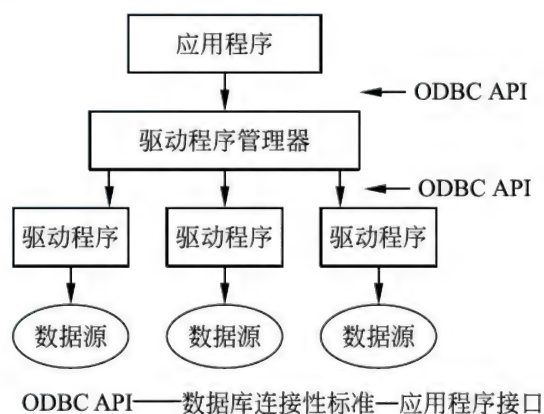 应用程序
ODBC API
驱动程序管理器
ODBC API
驱动程序 驱动程序 驱动程序
数据源 数据源 数据源
ODBC API——数据库连接性标准—应用程序接口